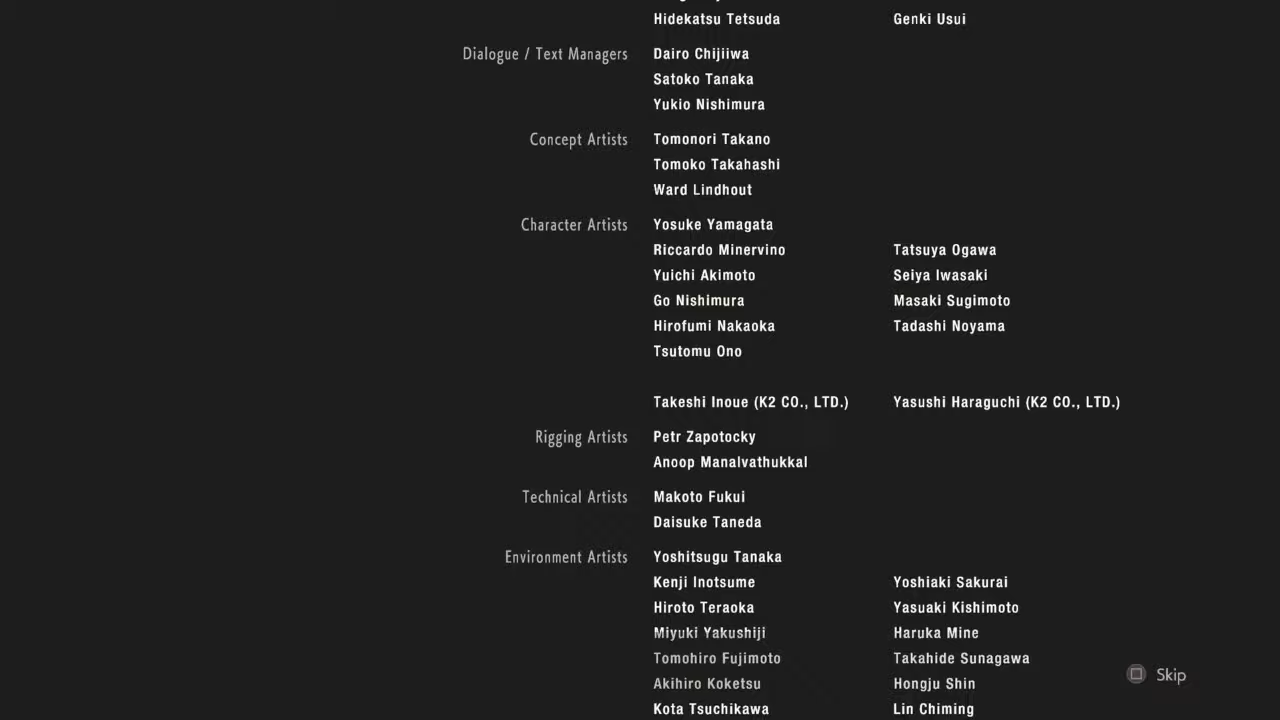 Hidekatsu Tetsuda Genki Usui
Dialogue / Text Managers Dairo Chijiiwa
Satoko Tanaka
Yukio Nishimura
Concept Artists Tomonori Takano
Tomoko Takahashi
Ward Lindhout
Character Artists Yosuke Yamagata
Riccardo Minervino Tatsuya Ogawa
Yuichi Akimoto Seiya Iwasaki
Go Nishimura Masaki Sugimoto
Hirofumi Nakaoka Tadashi Noyama
Tsutomu Ono
Takeshi Inoue (K2 CO., LTD.) Yasushi Haraguchi (K2 CO., LTD.)
Rigging Artists Petr Zapotocky
Anoop Manalvathukkal
Technical Artists Makoto Fukui
Daisuke Taneda
Environment Artists Yoshitsugu Tanaka
Kenji Inotsume Yoshiaki Sakurai
Hiroto Teraoka Yasuaki Kishimoto
Miyuki Yakushiji Haruka Mine
Tomohiro Fujimoto Takahide Sunagawa
Akihiro Koketsu Hongju Shin
Skip
Kota Tsuchikawa Lin Chiming